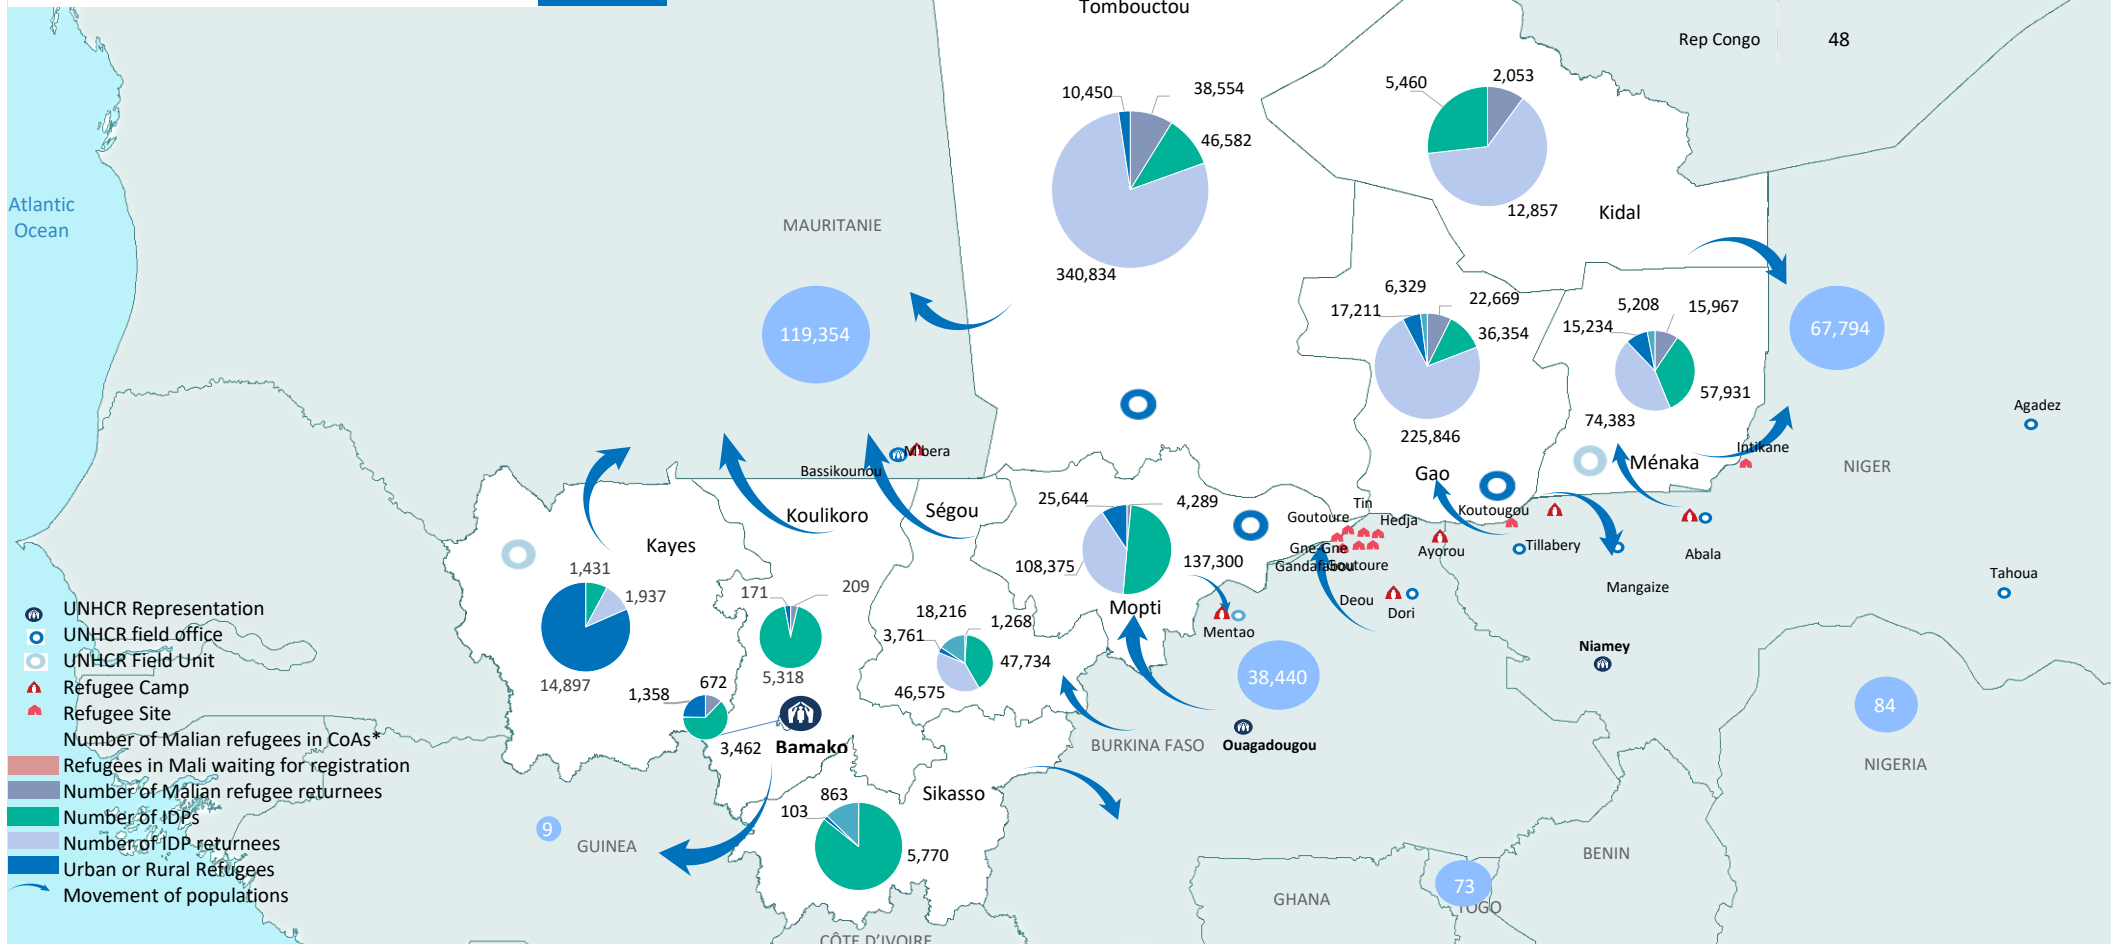 Tombouctou
Rep Congo 48
10,450
38,554
46,582
340,834
5,460
2,053
12,857
Kidal
Atlantic
Ocean
MAURITANIE
119,354
6,329
17,211
22,669
36,354
225,846
Gao
5,208
15,967
15,234
57,931
74,383
Ménaka
67,794
Agadez
Intikane
NIGER
M'bera
Bassikounou
Koulikoro
Ségou
Kayes
25,644
4,289
108,375
137,300
Mopti
Tin
Goutoure
Hedja
Koutougou
Gne-Gne
Gandafabou
Goutoure
Ayorou
Tillabery
Abala
Mangaize
Tahoua
Deou
Dori
Mentao
Niamey
1,431
1,937
14,897
171
209
5,318
18,216
1,268
3,761
47,734
46,575
1,358
672
3,462
Bamako
38,440
BURKINA FASO
Ouagadougou
84
NIGERIA
Sikasso
863
103
5,770
9
GUINEA
BENIN
GHANA
73
TOGO
CÔTE D'IVOIRE
UNHCR Representation
UNHCR field office
UNHCR Field Unit
Refugee Camp
Refugee Site
Number of Malian refugees in CoAs*
Refugees in Mali waiting for registration
Number of Malian refugee returnees
Number of IDPs
Number of IDP returnees
Urban or Rural Refugees
Movement of populations